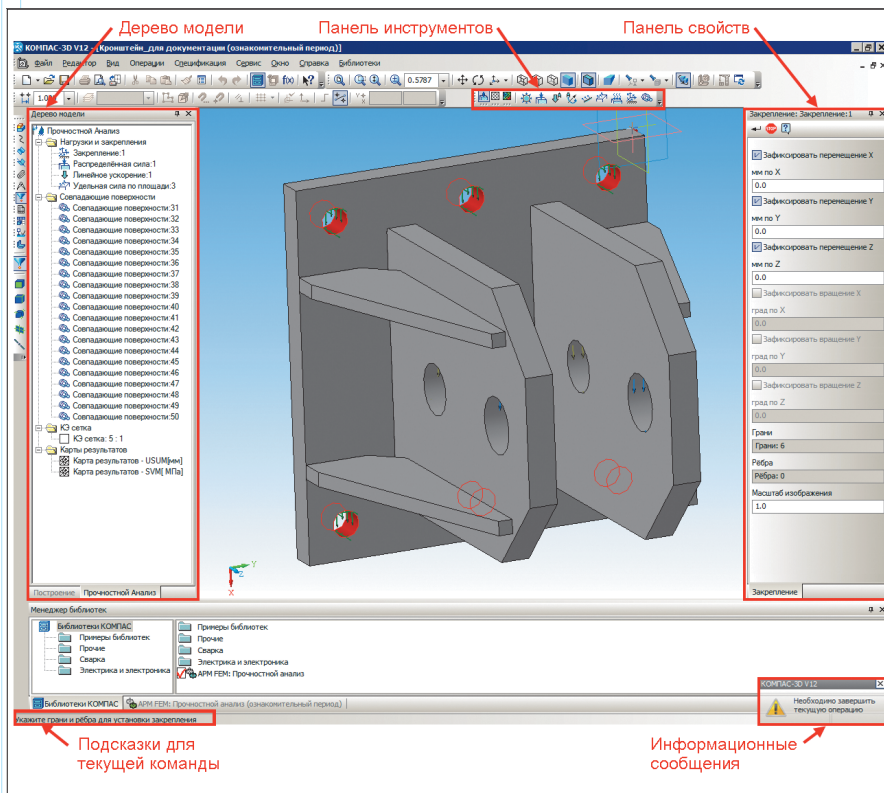 Дерево модели
Панель инструментов
Панель свойств
КОМПАС-3D V12 - [Кронштейн_для документации (ознакомительный период)]
Файл Редактор Вид Операции Спецификация Сервис Окно Справка Библиотеки
0.5787
1.0
Дерево модели
Прочностной Анализ
Нагрузки и закрепления
Закрепление:1
Распределённая сила:1
Линейное ускорение:1
Удельная сила по площади:3
Совпадающие поверхности
Совпадающие поверхности:31
Совпадающие поверхности:32
Совпадающие поверхности:33
Совпадающие поверхности:34
Совпадающие поверхности:35
Совпадающие поверхности:36
Совпадающие поверхности:37
Совпадающие поверхности:38
Совпадающие поверхности:39
Совпадающие поверхности:40
Совпадающие поверхности:41
Совпадающие поверхности:42
Совпадающие поверхности:43
Совпадающие поверхности:44
Совпадающие поверхности:45
Совпадающие поверхности:46
Совпадающие поверхности:47
Совпадающие поверхности:48
Совпадающие поверхности:49
Совпадающие поверхности:50
КЭ сетка
КЭ сетка: 5 : 1
Карты результатов
Карта результатов - USUM[мм]
Карта результатов - SVM[ МПа]
Построение Прочностной Анализ
Y
Z
X
Закрепление: Закрепление:1
STOP
Зафиксировать перемещение X
мм по X
0.0
Зафиксировать перемещение Y
мм по Y
0.0
Зафиксировать перемещение Z
мм по Z
0.0
Зафиксировать вращение X
град по X
0.0
Зафиксировать вращение Y
град по Y
0.0
Зафиксировать вращение Z
град по Z
0.0
Грани
Грани: 6
Рёбра
Рёбра: 0
Масштаб изображения
1.0
Закрепление
Менеджер библиотек
Библиотеки КОМПАС
Примеры библиотек
Прочие
Сварка
Электрика и электроника
Примеры библиотек
Прочие
Сварка
Электрика и электроника
APM FEM: Прочностной анализ
Библиотеки КОМПАС APM FEM: Прочностной анализ (ознакомительный период)
Укажите грани и рёбра для установки закрепления
КОМПАС-3D V12
Необходимо завершить
текущую операцию
Подсказки для
текущей команды
Информационные
сообщения